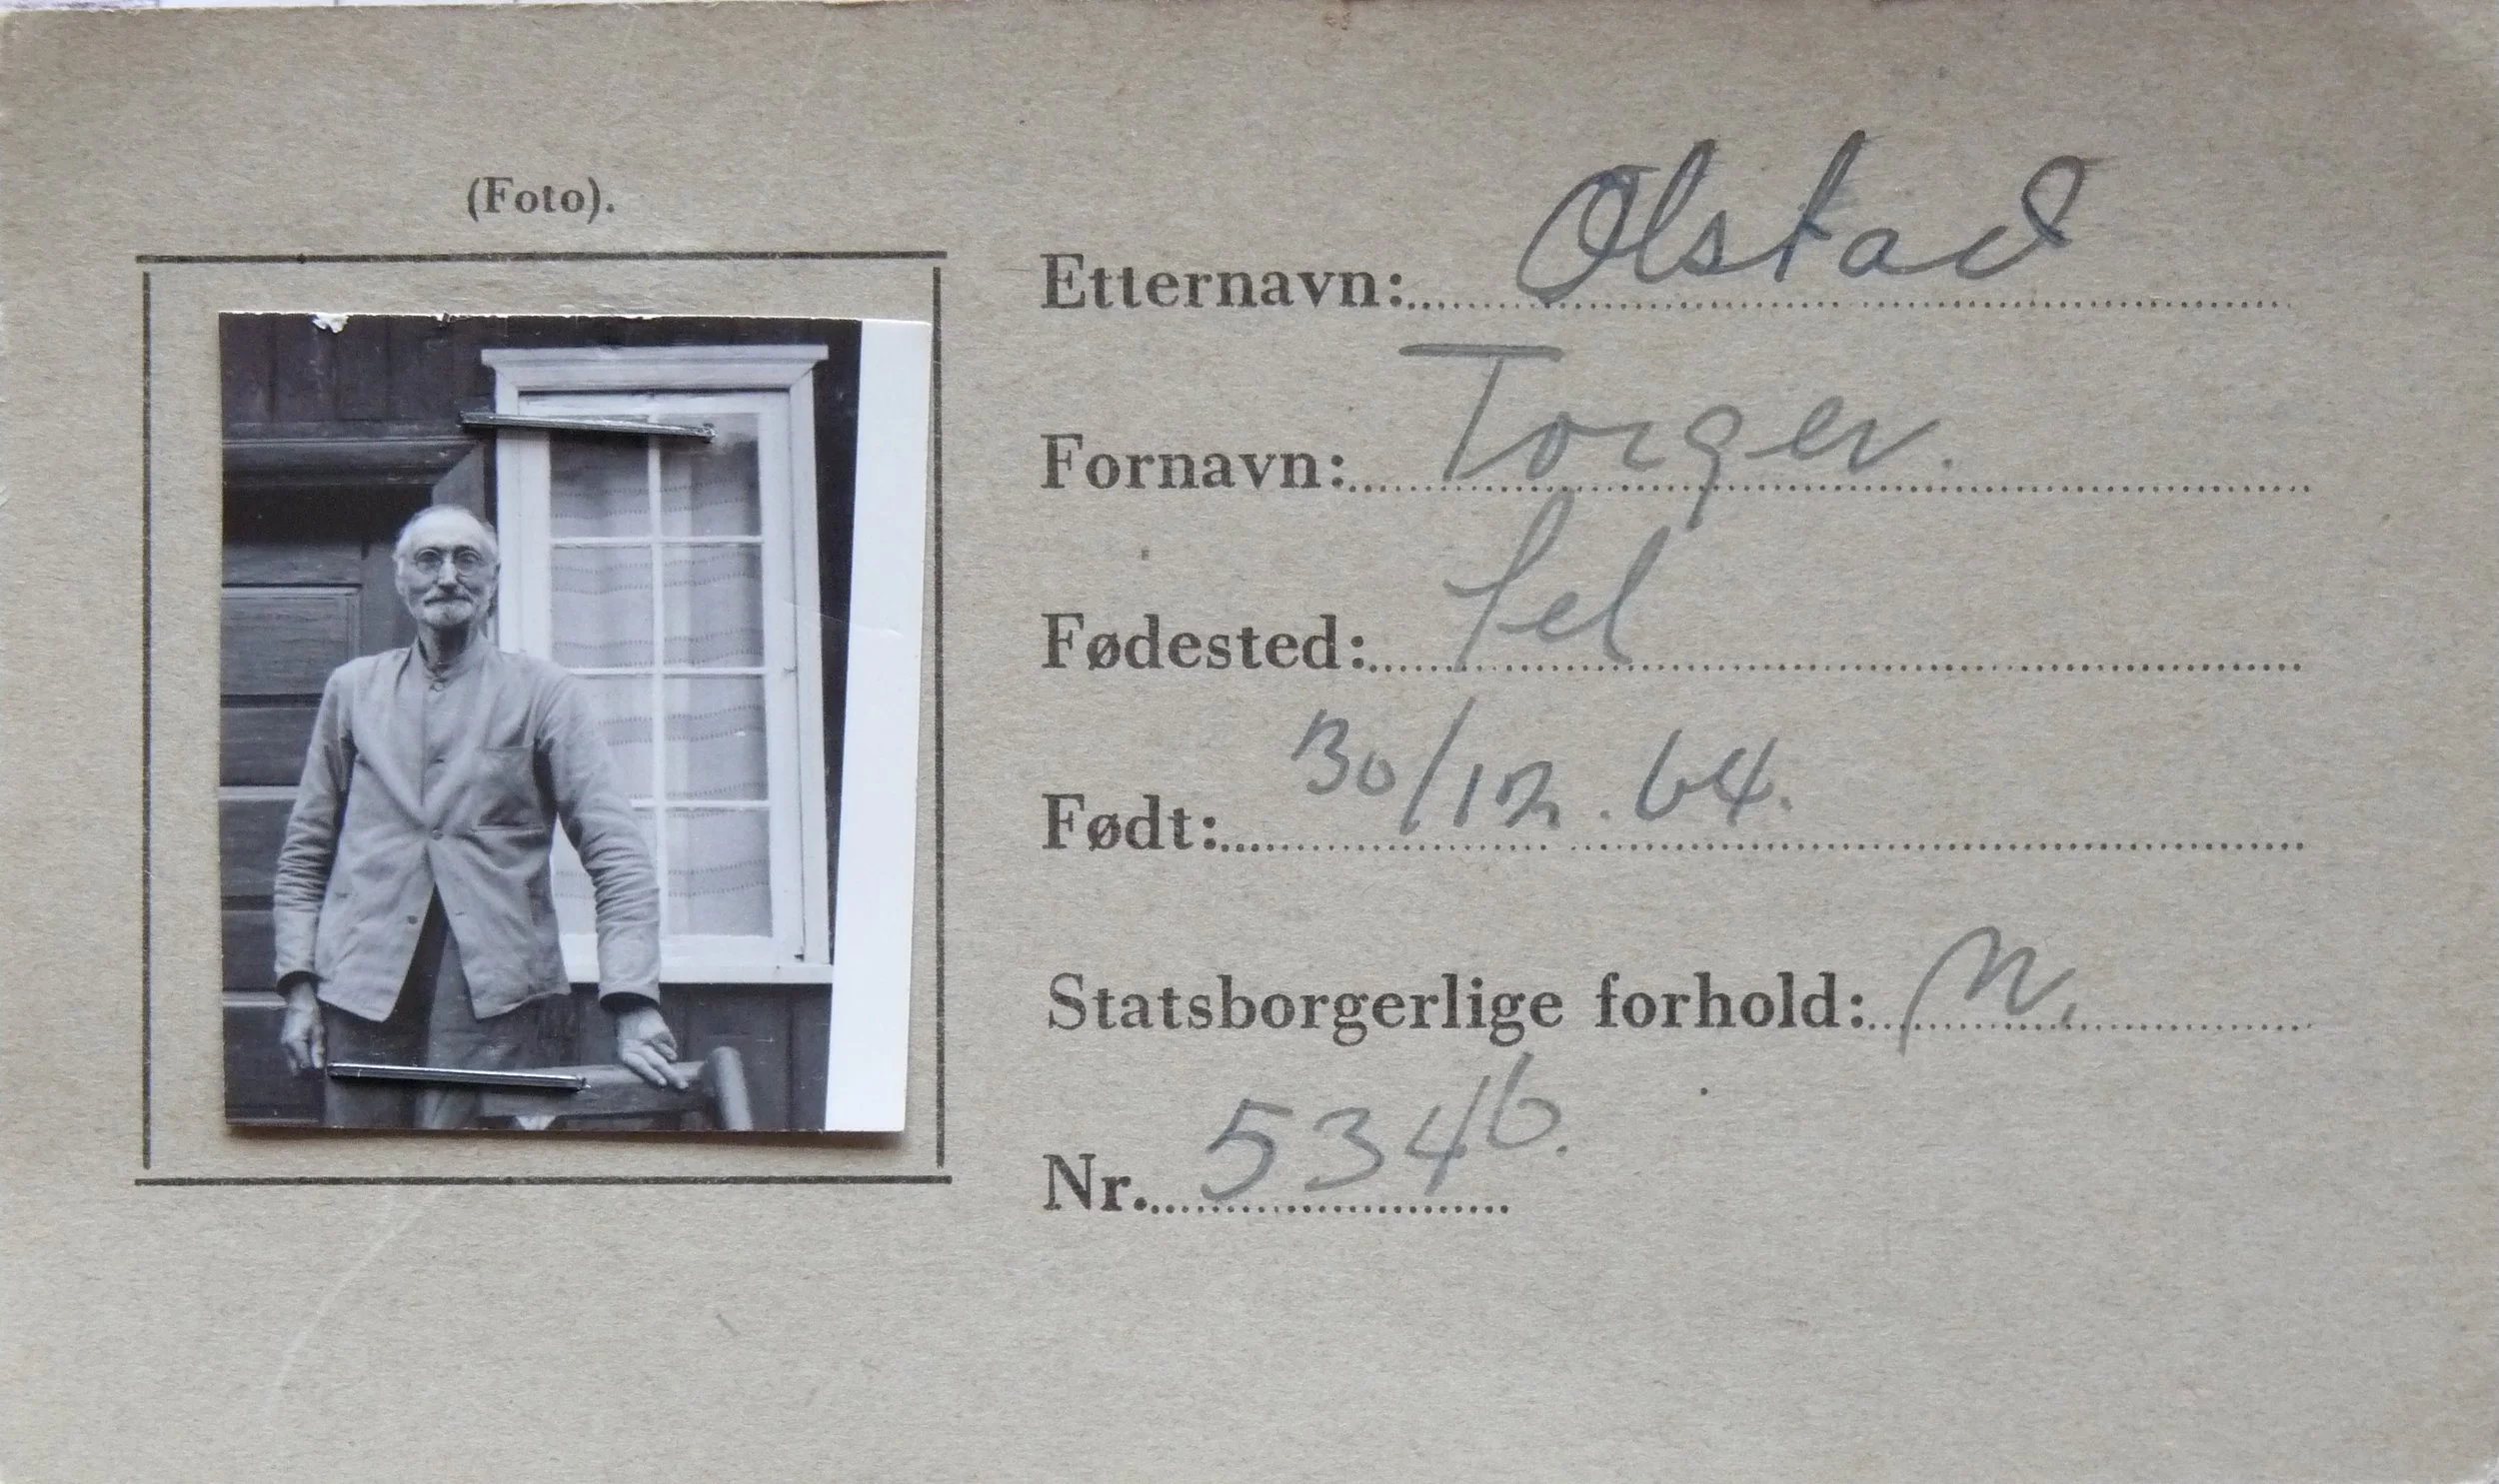 (Foto).
Etternavn: Olstad
Fornavn: Torger.
Fødested: Sel
Født: 30/12. 64.
Statsborgerlige forhold: N.
Nr. 5346.